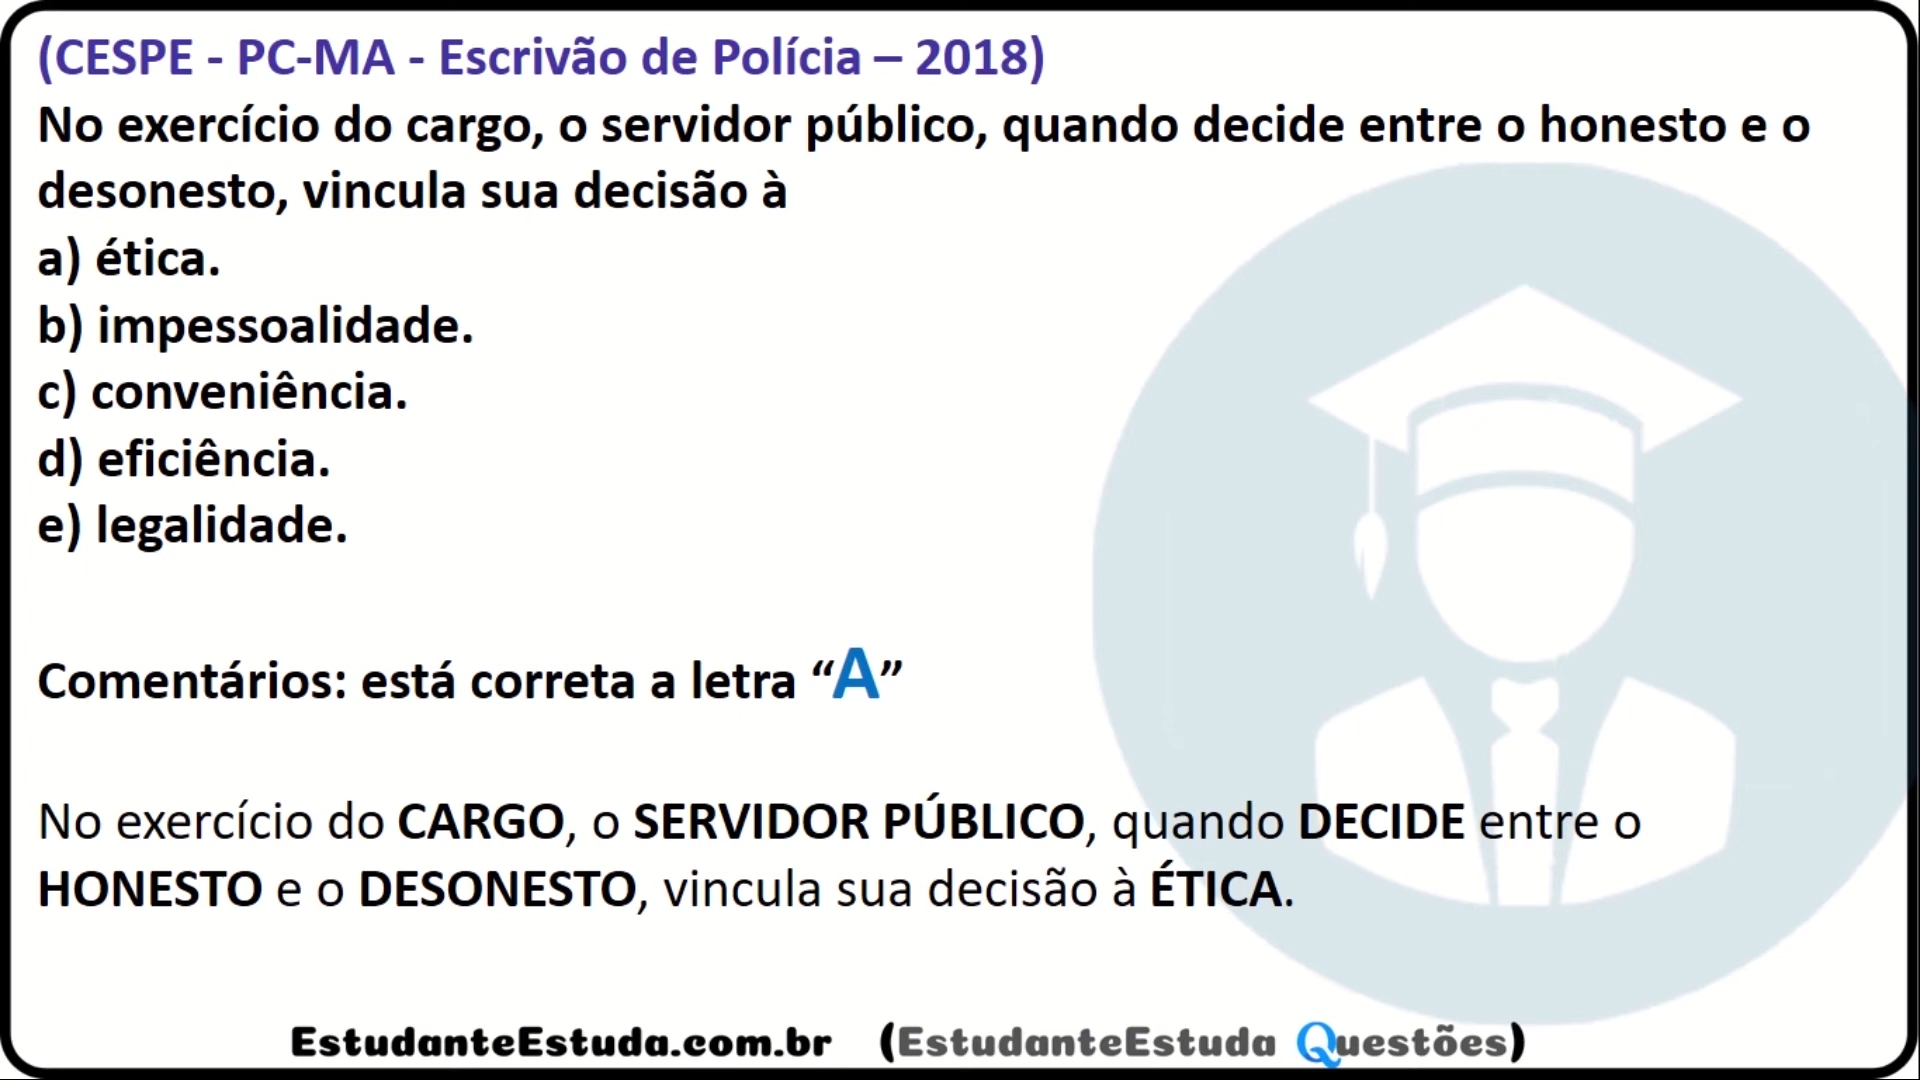 (CESPE - PC-MA - Escrivão de Polícia – 2018)
No exercício do cargo, o servidor público, quando decide entre o honesto e o
desonesto, vincula sua decisão à
a) ética.
b) impessoalidade.
c) conveniência.
d) eficiência.
e) legalidade.
Comentários: está correta a letra “A”
No exercício do CARGO, o SERVIDOR PÚBLICO, quando DECIDE entre o
HONESTO e o DESONESTO, vincula sua decisão à ÉTICA.
EstudanteEstuda.com.br (EstudanteEstuda Questões)